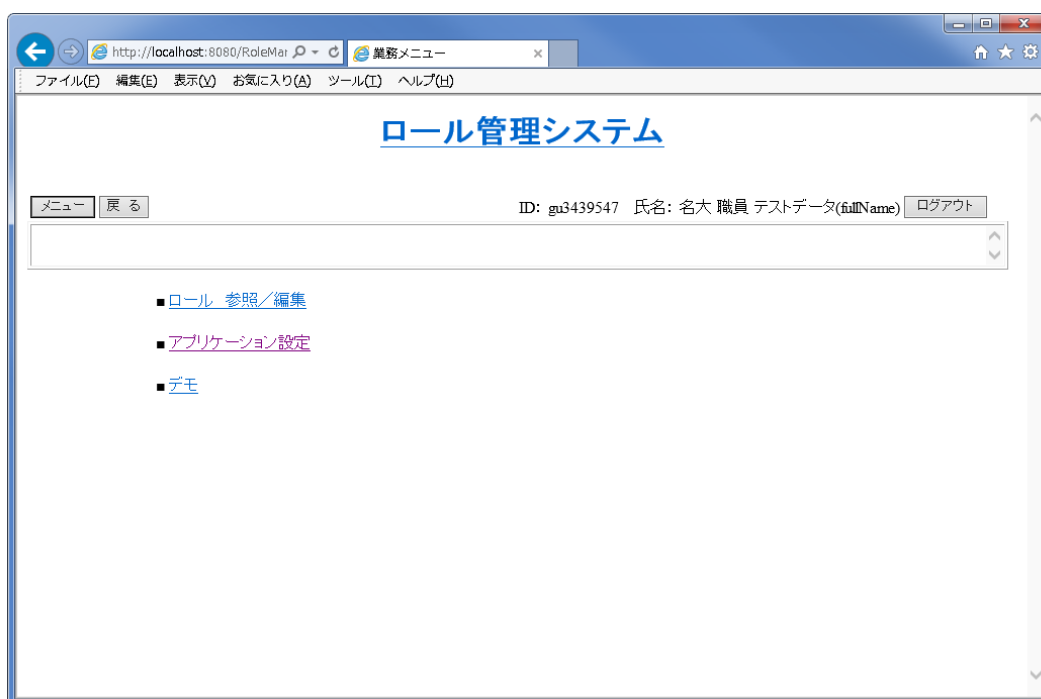 http://localhost:8080/RoleMar 業務メニュー
ファイル(F) 編集(E) 表示(V) お気に入り(A) ツール(T) ヘルプ(H)
ロール管理システム
メニュー 戻 る ID: gu3439547 氏名: 名大 職員 テストデータ(fullName) ログアウト
■ロール 参照／編集
■アプリケーション設定
■デモ